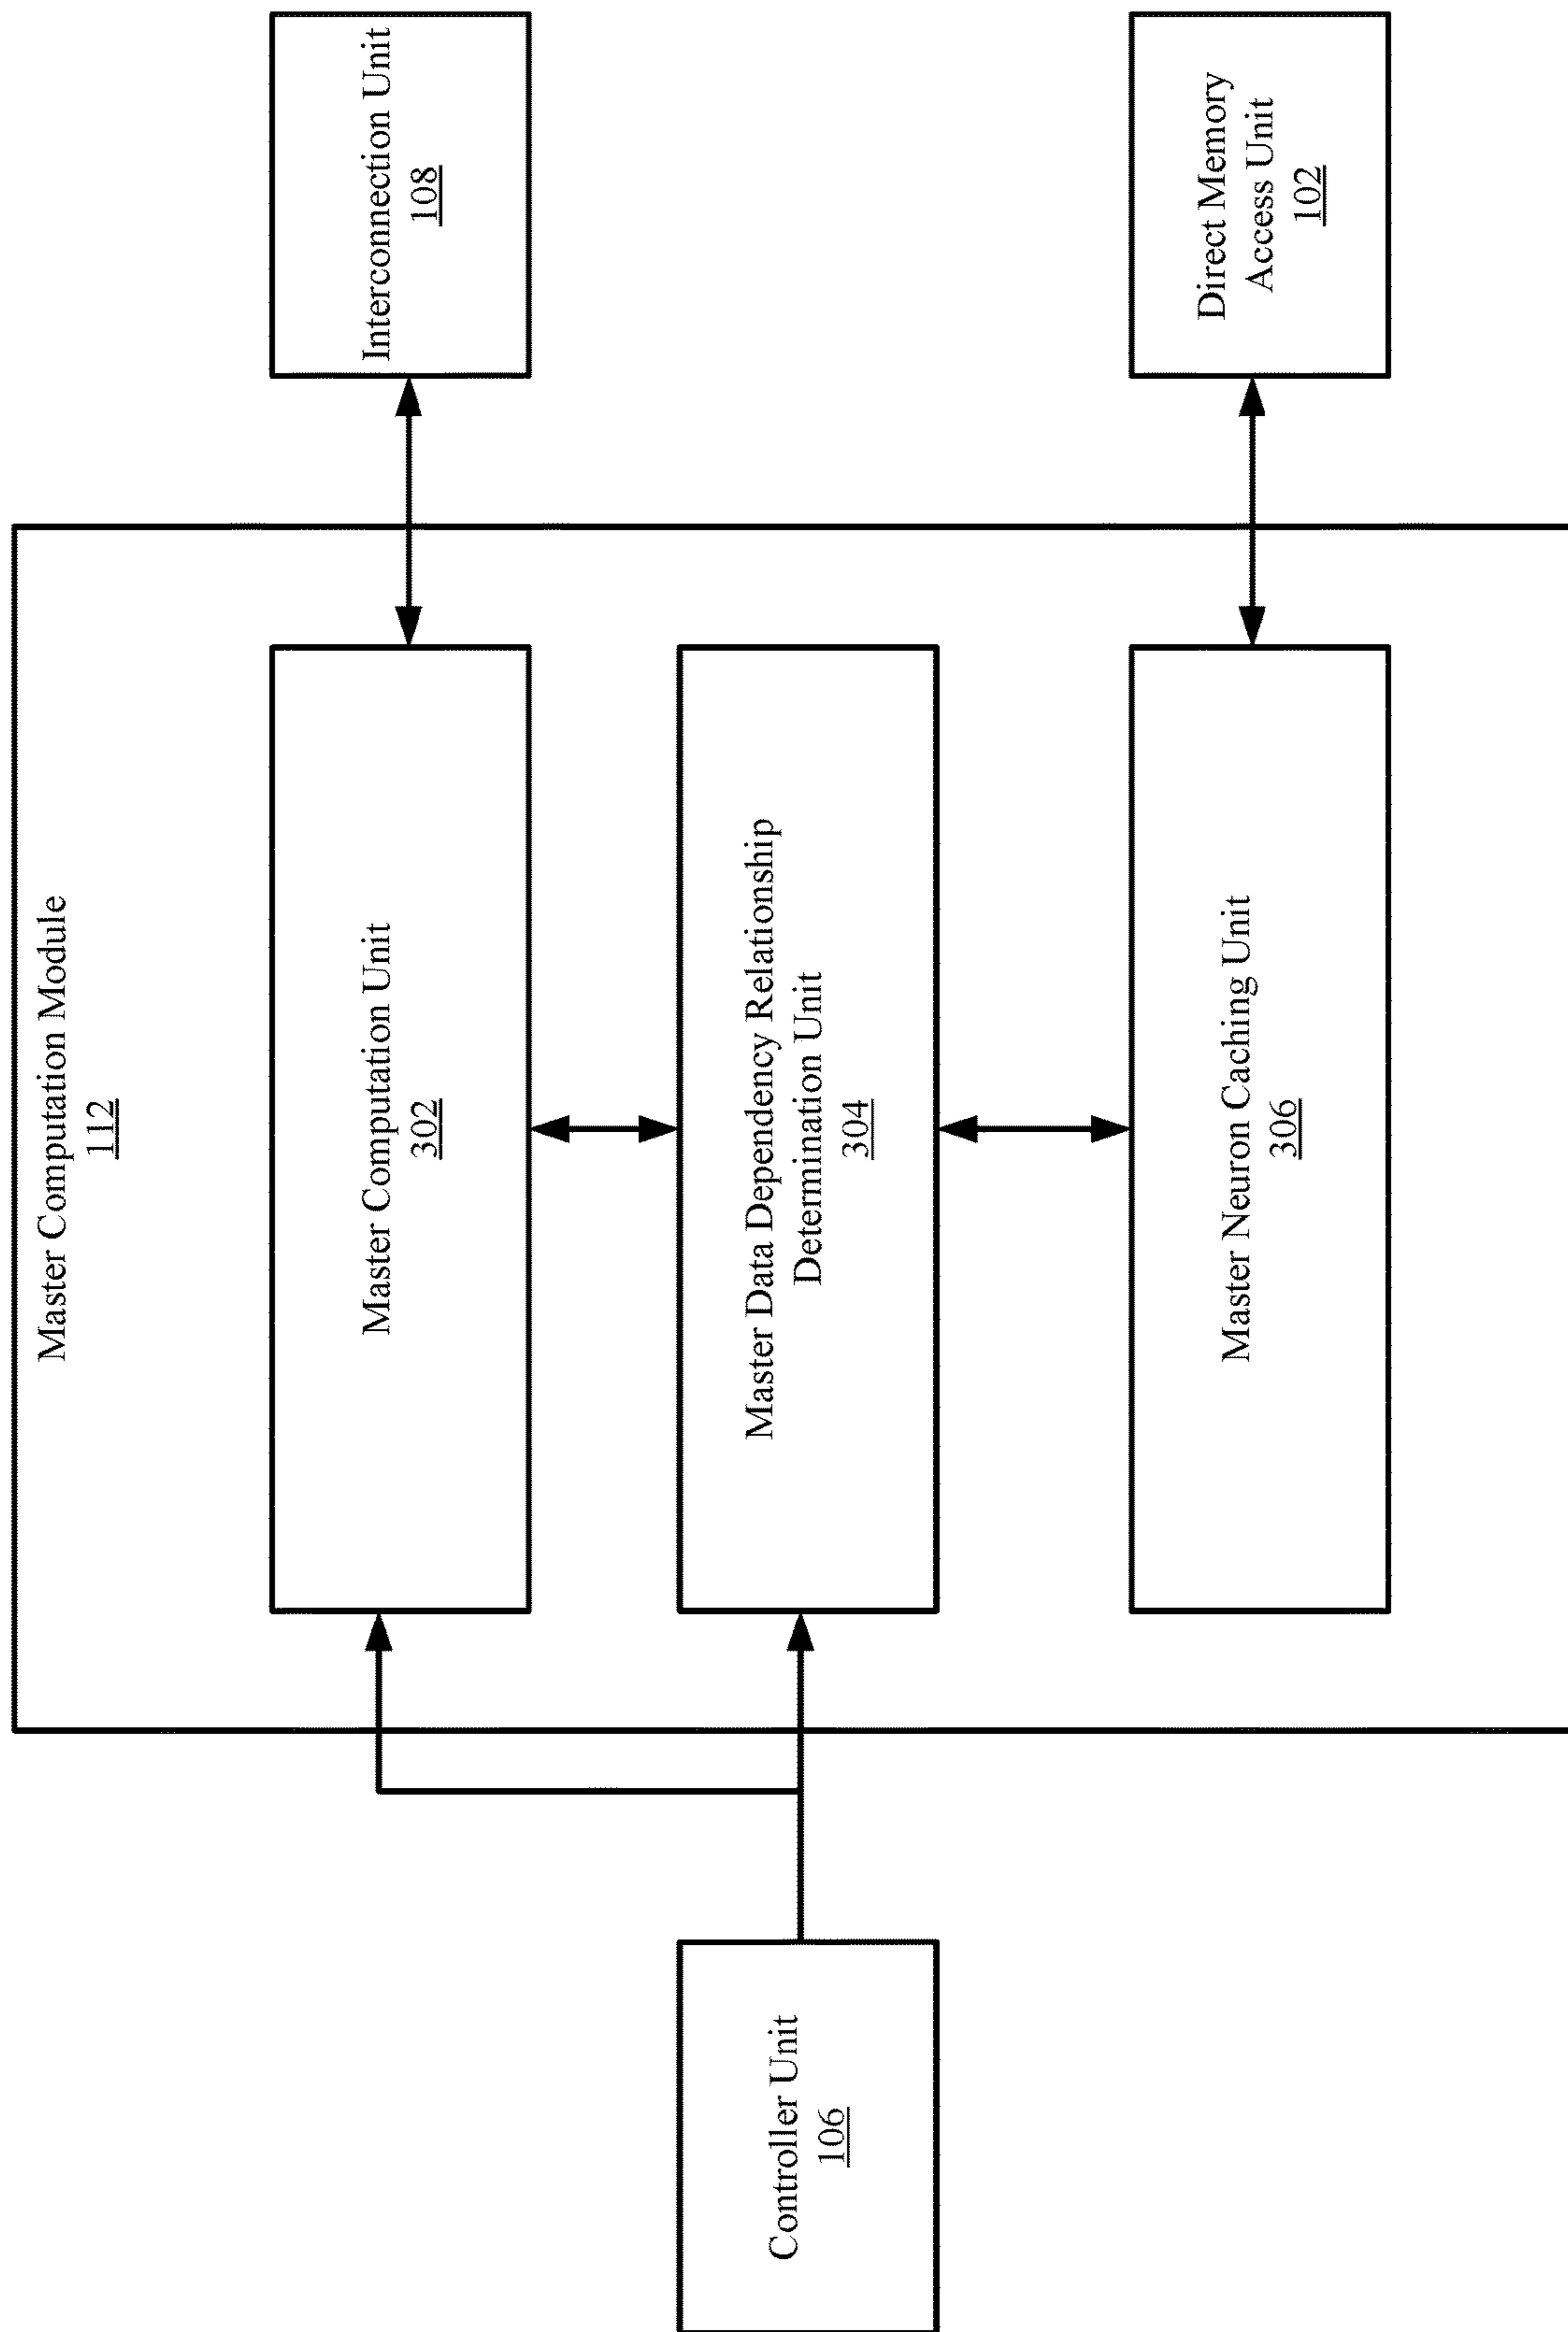 Master Computation Module
112
Controller Unit
106
Master Computation Unit
302
Master Data Dependency Relationship
Determination Unit
304
Master Neuron Caching Unit
306
Interconnection Unit
108
Direct Memory
Access Unit
102